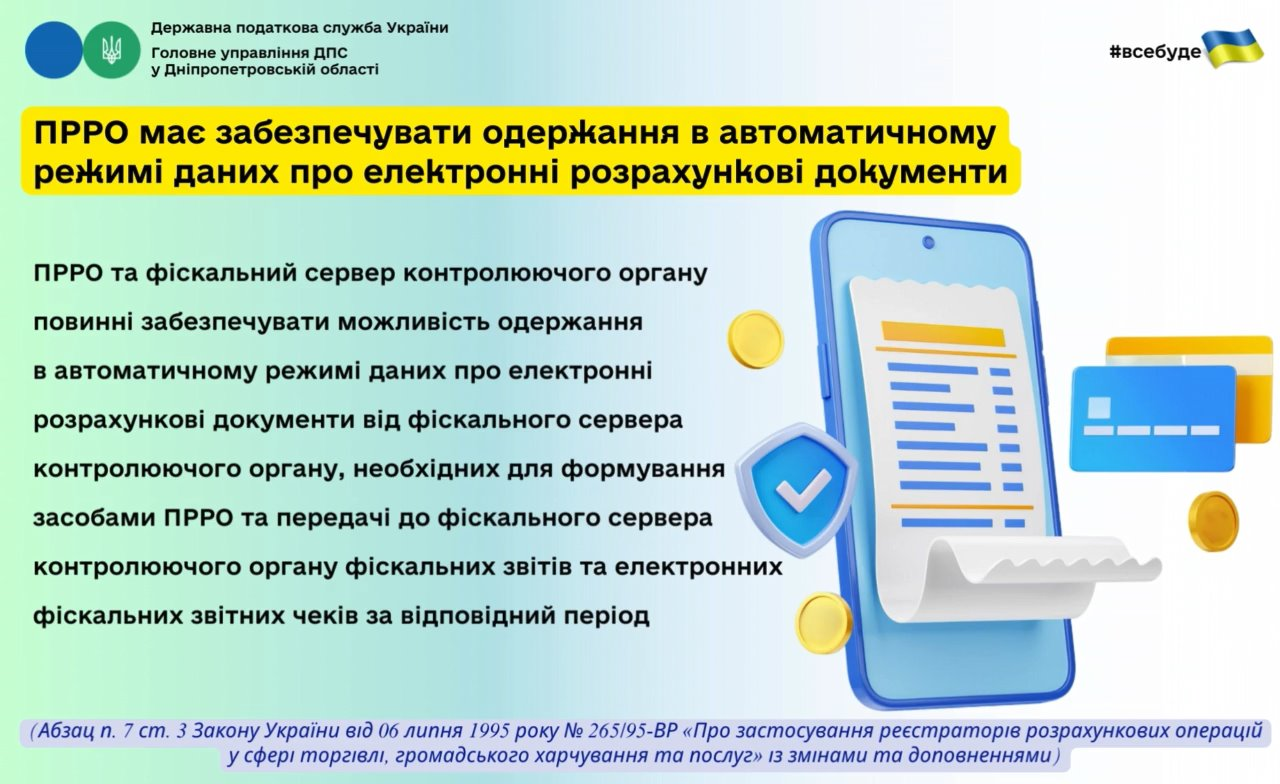 Державна податкова служба України
Головне управління ДПС
у Дніпропетровській області
#всебуде
ПРРО має забезпечувати одержання в автоматичному
режимі даних про електронні розрахункові документи
ПРРО та фіскальний сервер контролюючого органу
повинні забезпечувати можливість одержання
в автоматичному режимі даних про електронні
розрахункові документи від фіскального сервера
контролюючого органу, необхідних для формування
засобами ПРРО та передачі до фіскального сервера
контролюючого органу фіскальних звітів та електронних
фіскальних звітних чеків за відповідний період
(Абзац п. 7 ст. 3 Закону України від 06 липня 1995 року № 265/95-ВР «Про застосування реєстраторів розрахункових операцій
у сфері торгівлі, громадського харчування та послуг» із змінами та доповненнями)